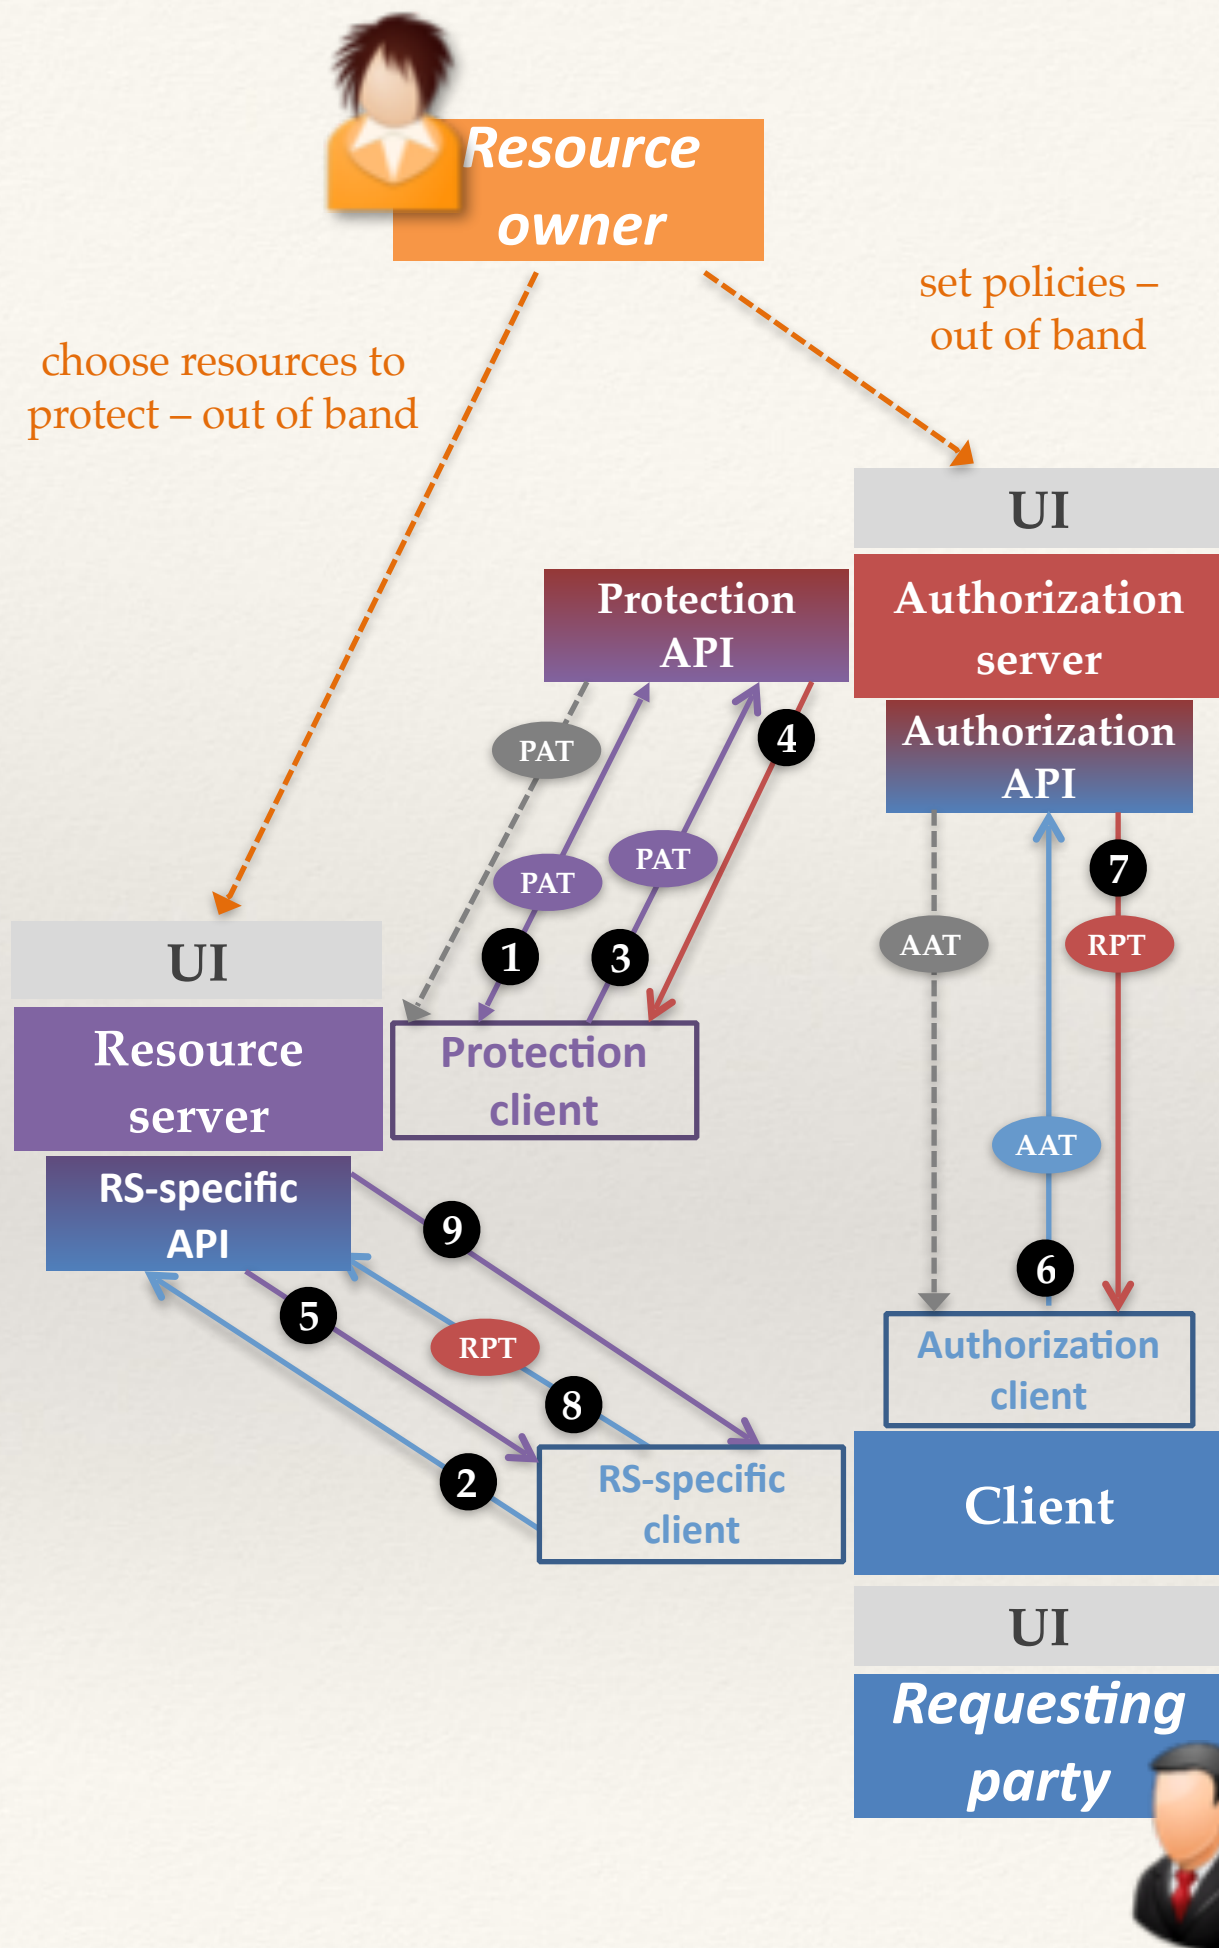 Resource
owner
set policies –
out of band
choose resources to
protect – out of band
UI
Authorization
server
Protection
API
Authorization
API
PAT
4
PAT
PAT
7
1
3
AAT
RPT
UI
Resource
server
Protection
client
AAT
RS-specific
API
9
6
5
RPT
8
2
Authorization
client
RS-specific
client
Client
UI
Requesting
party